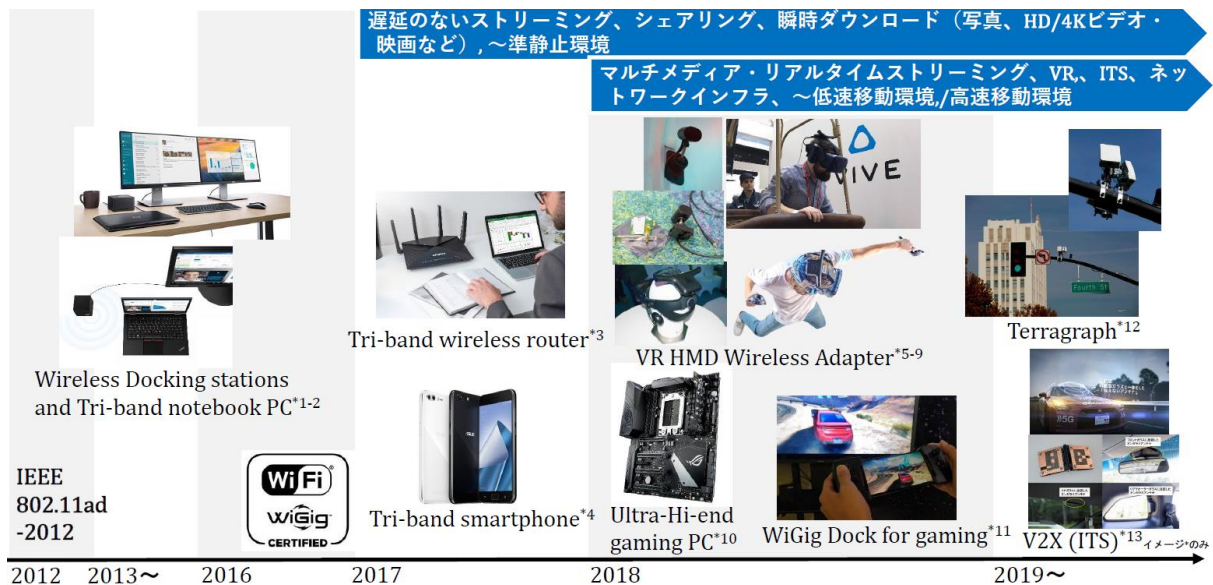 遅延のないストリーミング、シェアリング、瞬時ダウンロード（写真、HD/4Kビデオ・
映画など）, ～準静止環境
マルチメディア・リアルタイムストリーミング、VR,、ITS、ネッ
トワークインフラ、～低速移動環境,/高速移動環境
VIVE
Fourth St
Wireless Docking stations
and Tri-band notebook PC*1-2
Tri-band wireless router*3
VR HMD Wireless Adapter*5-9
Terragraph*12
IEEE
802.11ad
-2012
Wi Fi®
WiGig®
CERTIFIED
ASUS
Tri-band smartphone*4
Ultra-Hi-end
gaming PC*10
WiGig Dock for gaming*11
5G
V2X (ITS)*13 イメージ*のみ
2012
2013～
2016
2017
2018
2019～